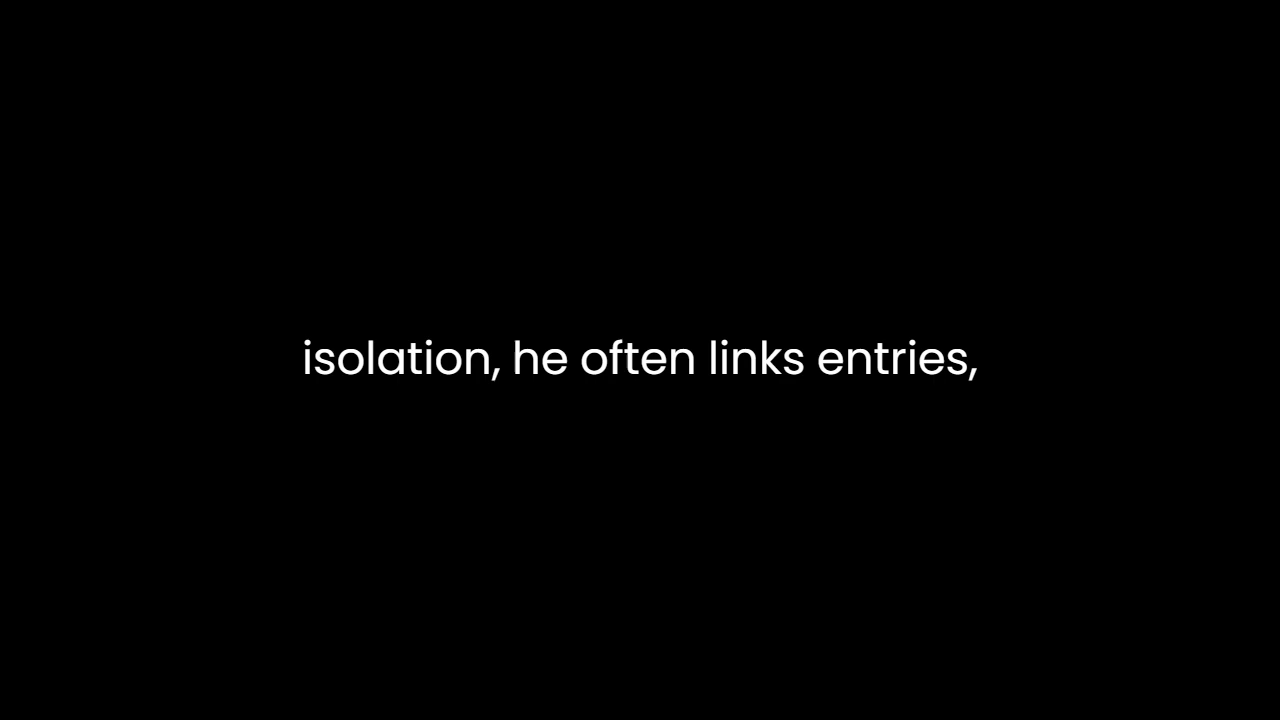 isolation, he often links entries,